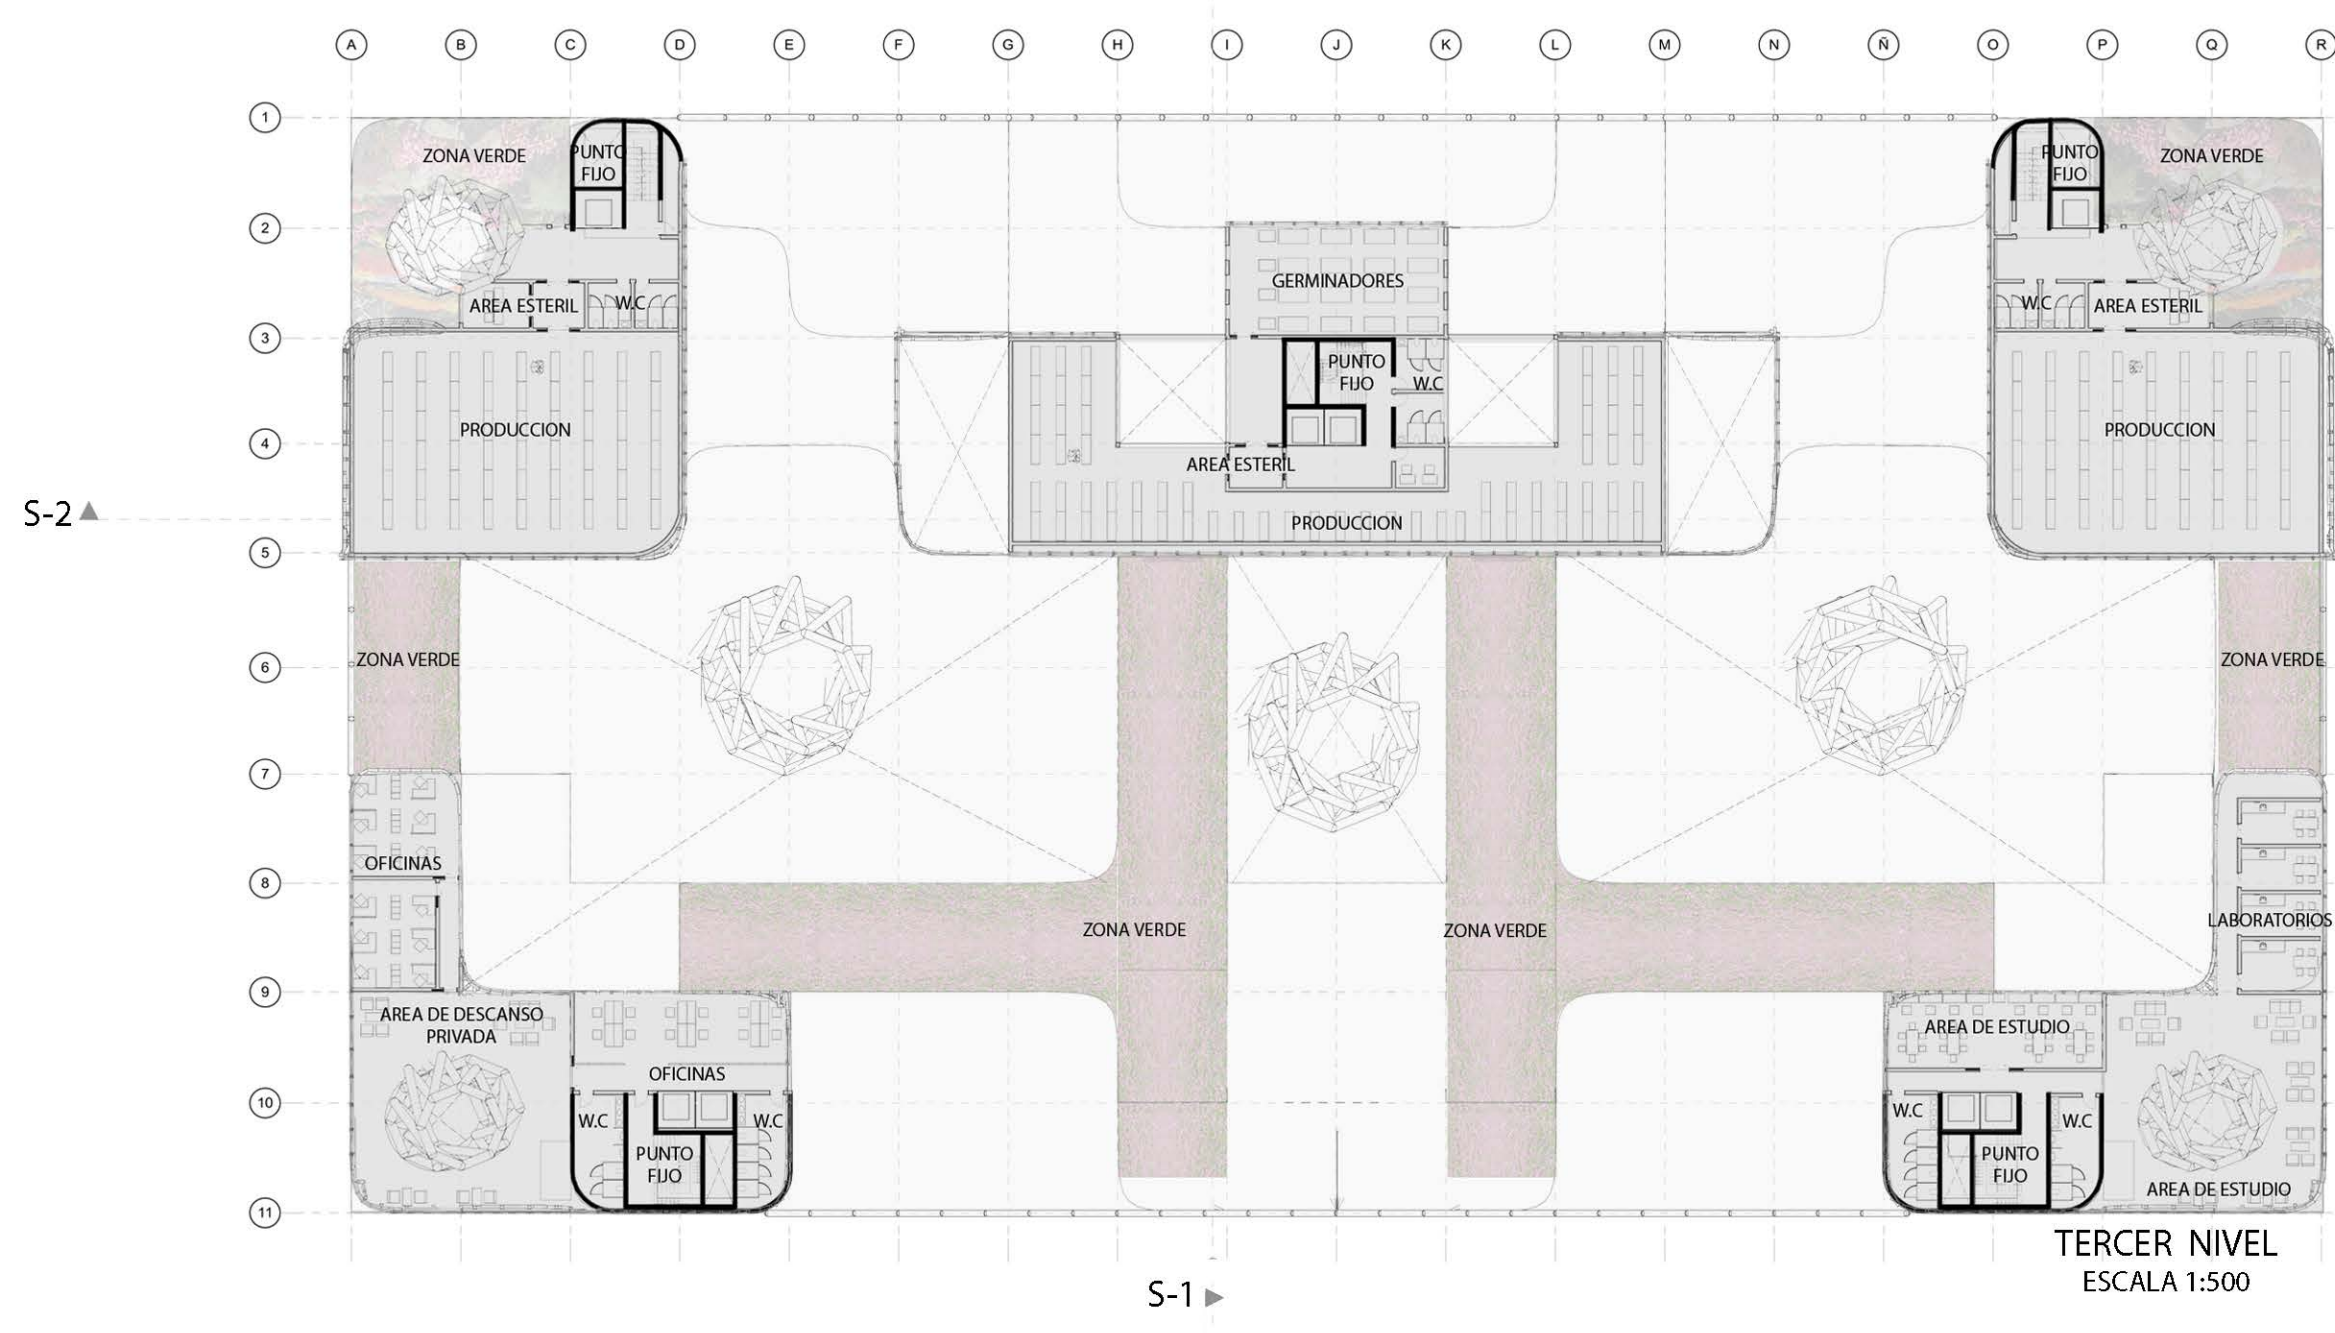 A B C D E F G H I J K L M N Ñ O P Q R
1
ZONA VERDE
PUNTO
FIJO
PUNTO
FIJO
ZONA VERDE
2
GERMINADORES
AREA ESTERIL
W.C
W.C
AREA ESTERIL
3
PUNTO
FIJO
W.C
PRODUCCION
PRODUCCION
4
AREA ESTERIL
S-2
PRODUCCION
5
ZONA VERDE
ZONA VERDE
6
7
OFICINAS
8
ZONA VERDE
ZONA VERDE
LABORATORIOS
9
AREA DE DESCANSO
PRIVADA
AREA DE ESTUDIO
OFICINAS
10
W.C
W.C
W.C
W.C
PUNTO
FIJO
PUNTO
FIJO
AREA DE ESTUDIO
11
TERCER NIVEL
ESCALA 1:500
S-1